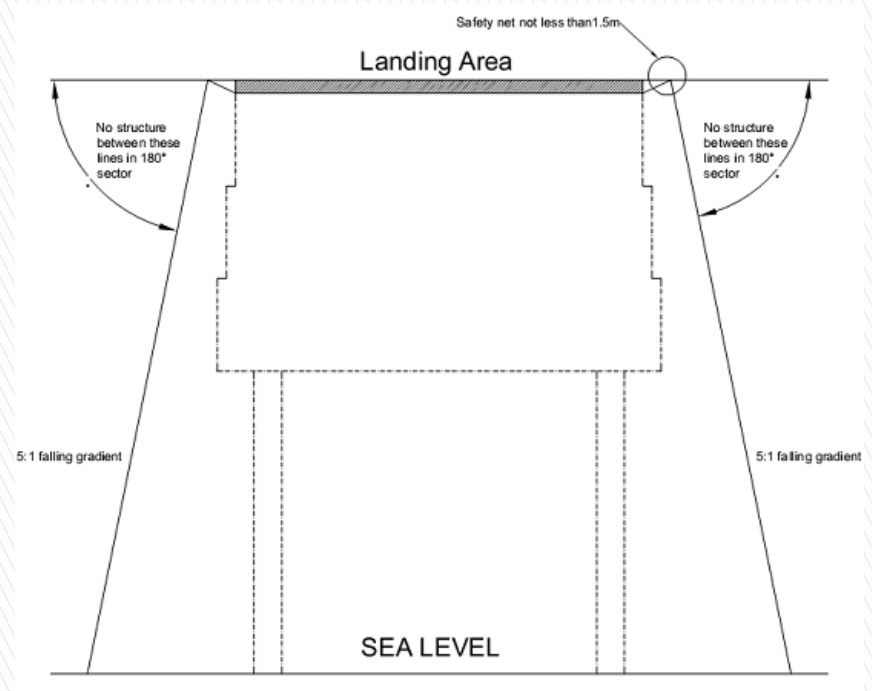 Safety net not less than1.5m
Landing Area
No structure
between these
lines in 180°
sector
No structure
between these
lines in 180°
sector
5:1 falling gradient
5:1 falling gradient
SEA LEVEL